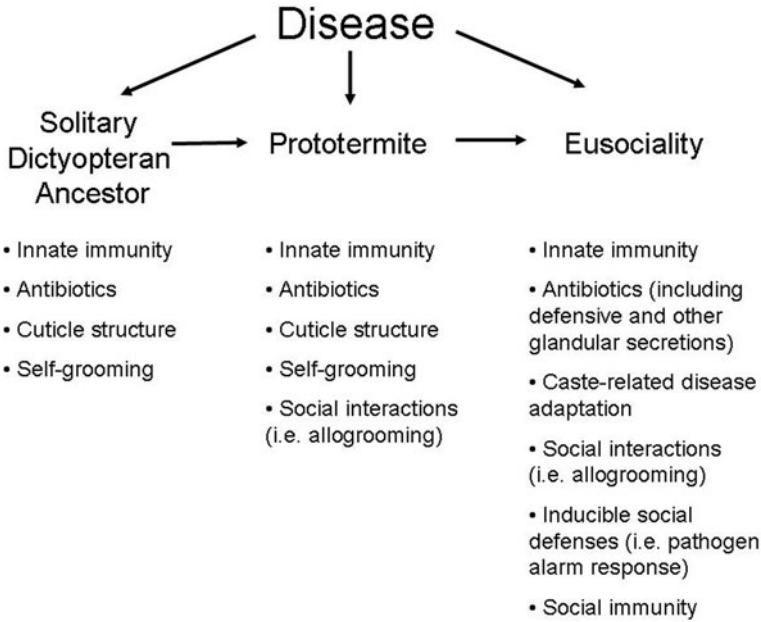 Disease
Solitary
Dictyopteran
Ancestor
Prototermite
Eusociality
• Innate immunity
• Antibiotics
• Cuticle structure
• Self-grooming
• Innate immunity
• Antibiotics
• Cuticle structure
• Self-grooming
• Social interactions
(i.e. allogrooming)
• Innate immunity
• Antibiotics (including
defensive and other
glandular secretions)
• Caste-related disease
adaptation
• Social interactions
(i.e. allogrooming)
• Inducible social
defenses (i.e. pathogen
alarm response)
• Social immunity